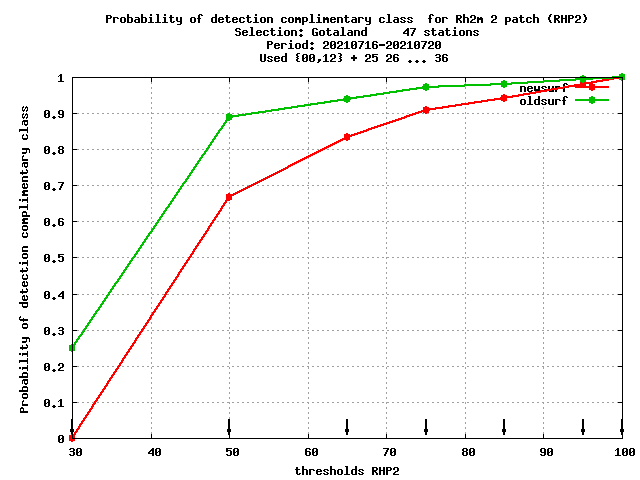 Probability of detection complimentary class  for Rh2m 2 patch (RHP2)
Selection: Gotaland     47 stations
Period: 20210716-20210720
Used {00,12} + 25 26 ... 36
1
newsurf
oldsurf
0.9
0.8
0.7
0.6
0.5
0.4
0.3
0.2
0.1
0
Probability of detection complimentary class
30 40 50 60 70 80 90 100
thresholds RHP2